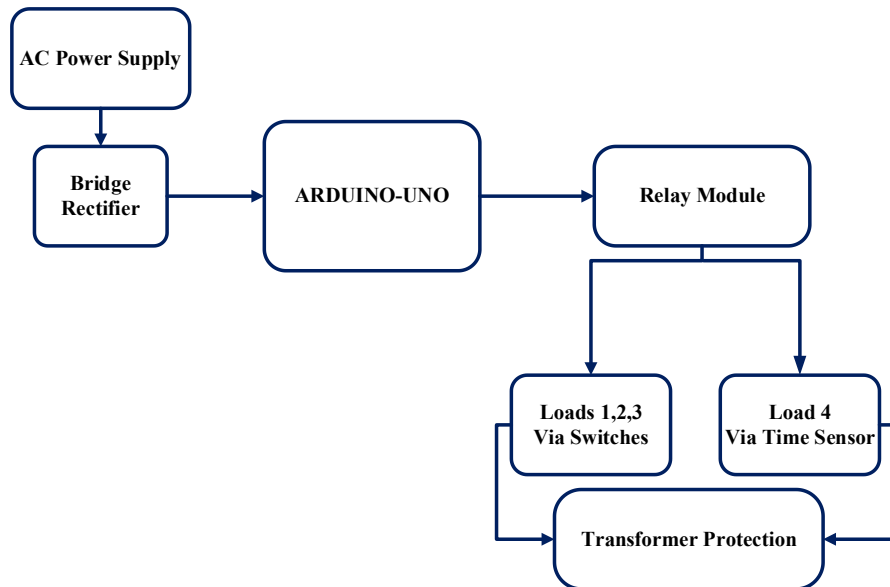 AC Power Supply
Bridge
Rectifier
ARDUINO-UNO
Relay Module
Loads 1,2,3
Via Switches
Load 4
Via Time Sensor
Transformer Protection